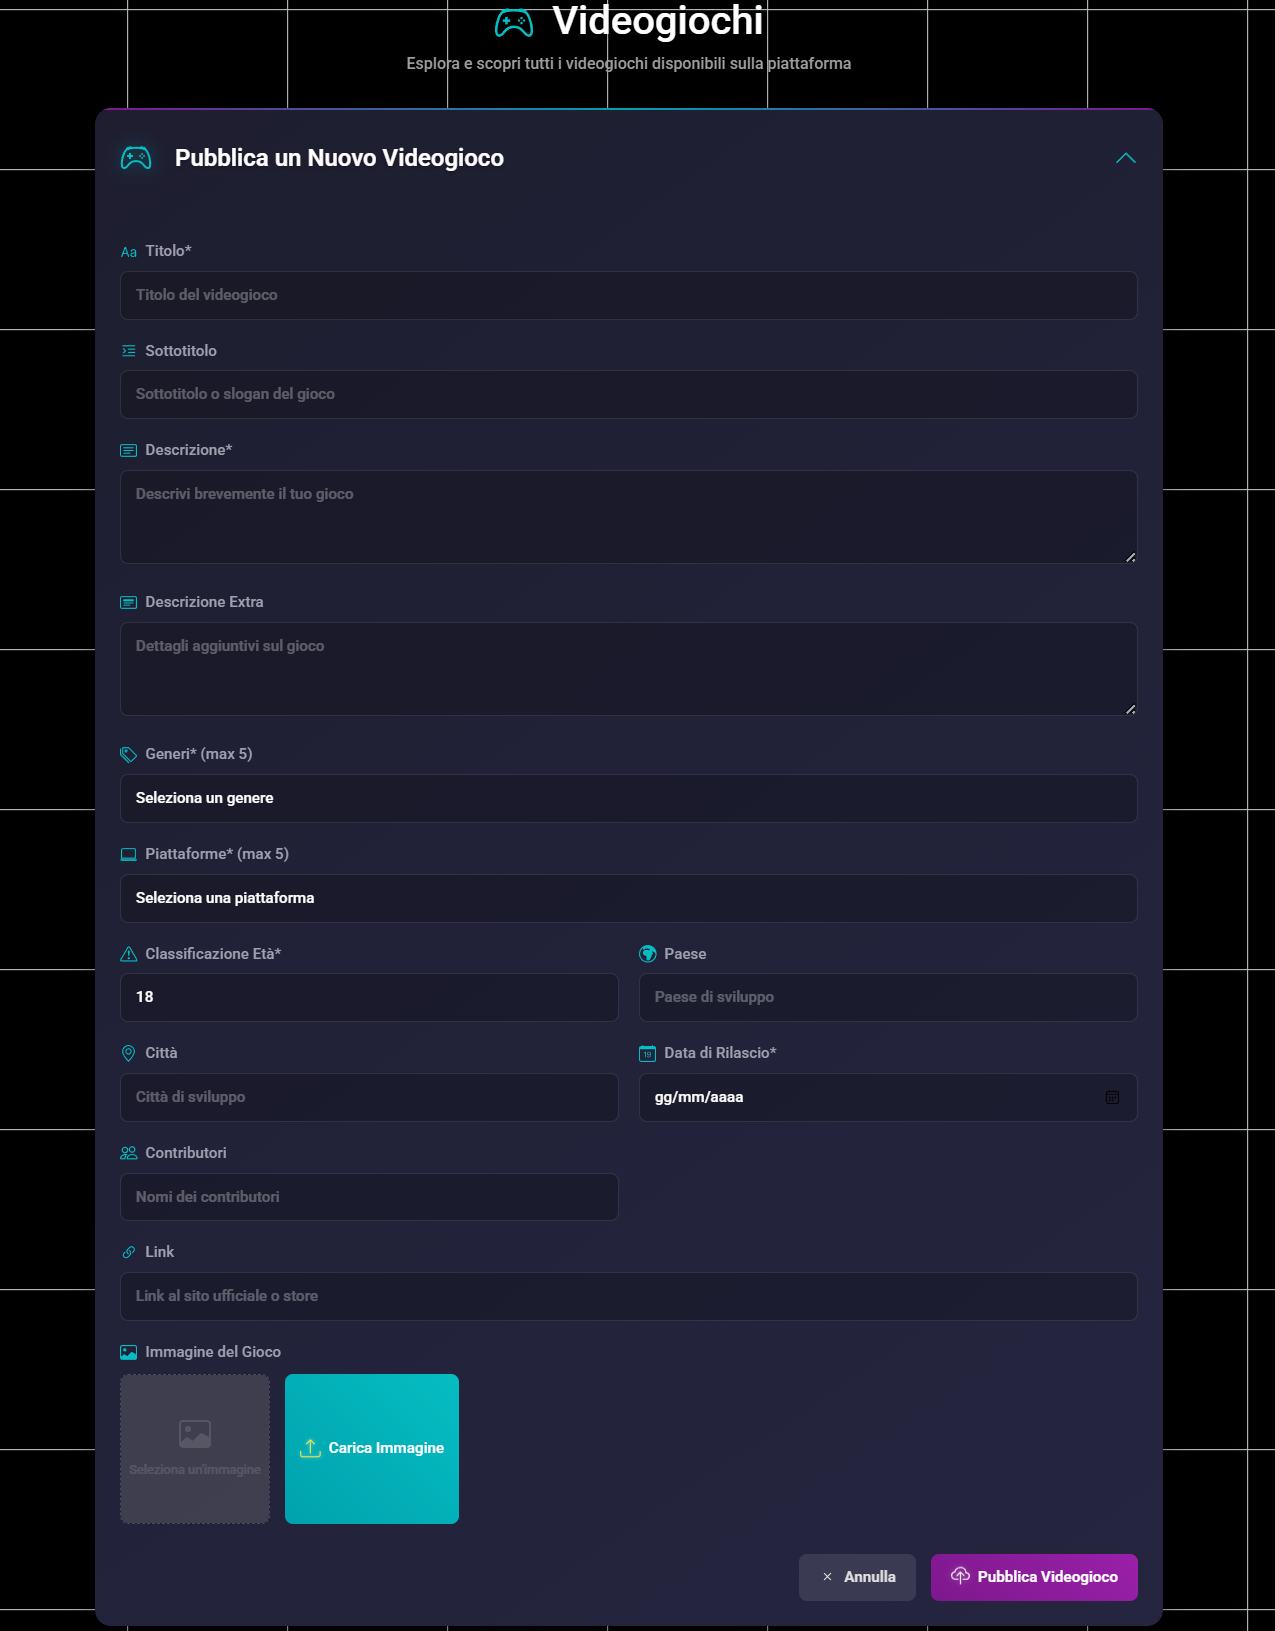 Videogiochi
Esplora e scopri tutti i videogiochi disponibili sulla piattaforma
Pubblica un Nuovo Videogioco
Aa Titolo*
Titolo del videogioco
Sottotitolo
Sottotitolo o slogan del gioco
Descrizione*
Descrivi brevemente il tuo gioco
Descrizione Extra
Dettagli aggiuntivi sul gioco
Generi* (max 5)
Seleziona un genere
Piattaforme* (max 5)
Seleziona una piattaforma
Classificazione Età*
18
Paese
Paese di sviluppo
Città
Città di sviluppo
19 Data di Rilascio*
gg/mm/aaaa
Contributori
Nomi dei contributori
Link
Link al sito ufficiale o store
Immagine del Gioco
Seleziona un'immagine
Carica Immagine
Annulla
Pubblica Videogioco